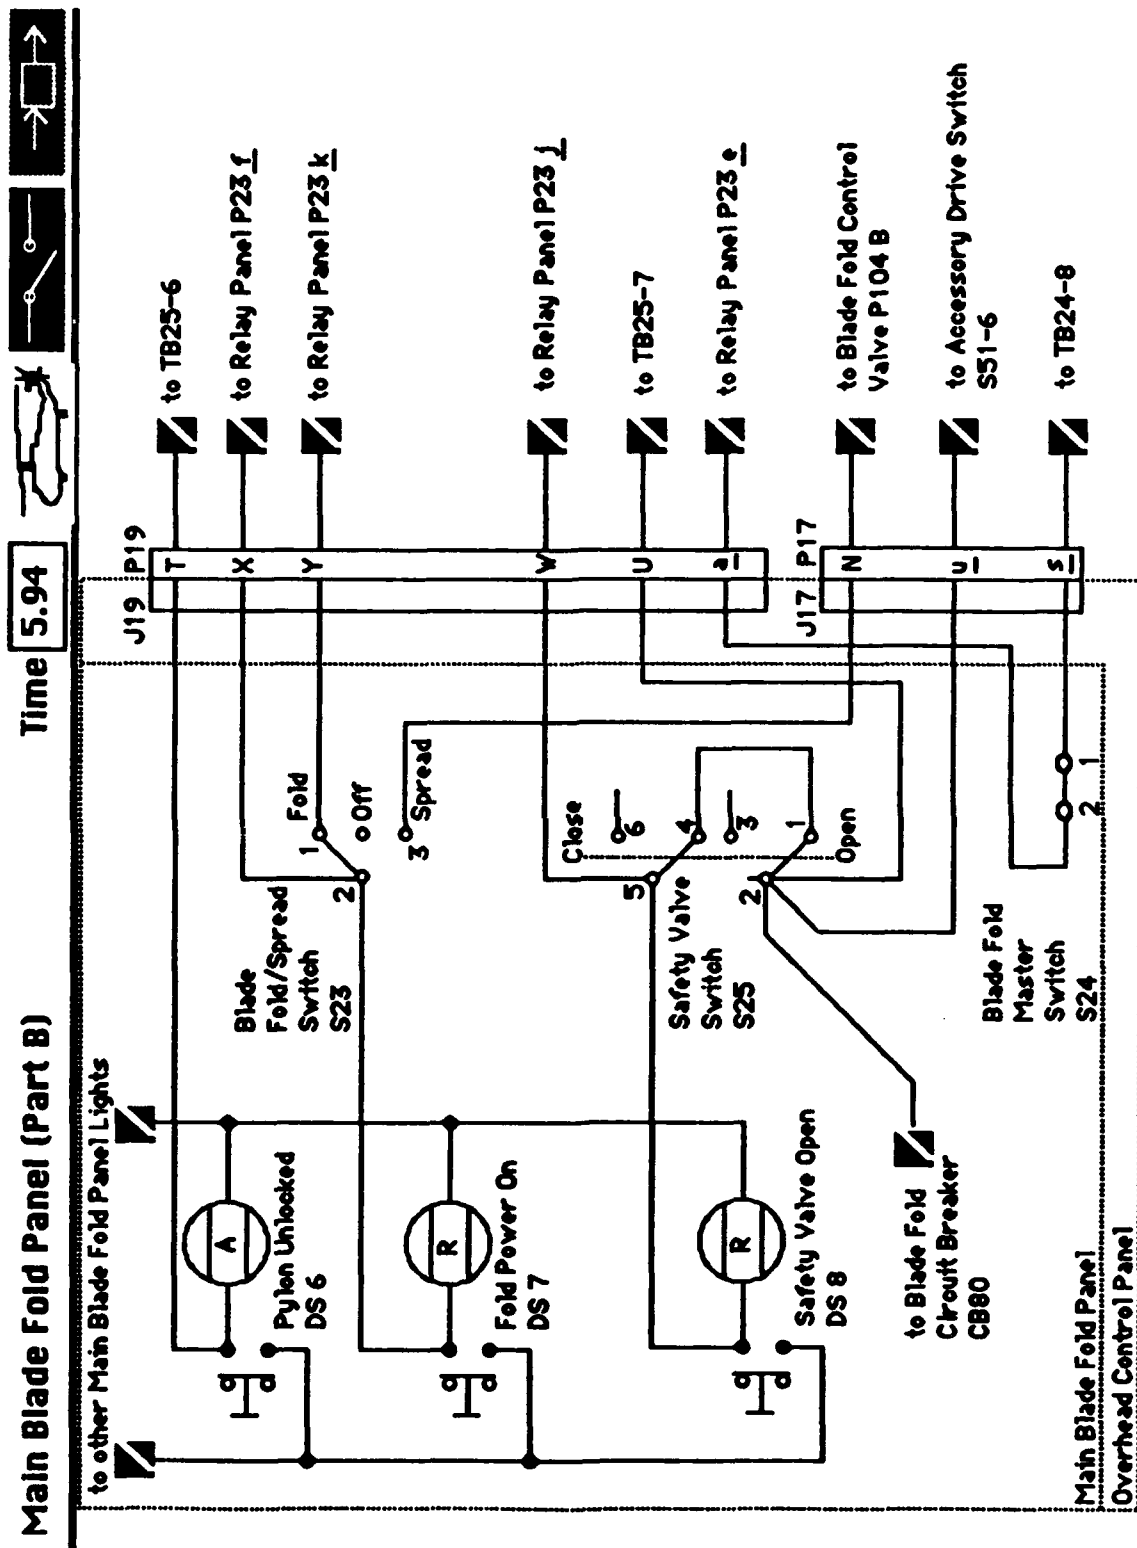 Main Blade Fold Panel (Part B)
Time 5.94
to other Main Blade Fold Panel Lights
J19 P19
T
to TB25-6
A
Pylon Unlocked
DS 6
X
to Relay Panel P23 f
Y
to Relay Panel P23 k
Blade
Fold/Spread
Switch
S23
1 Fold
Off
2
3 Spread
R
Fold Power On
DS 7
W
to Relay Panel P23 j
U
to TB25-7
a
to Relay Panel P23 e
Close
6
5
4
3
2
1
Open
Safety Valve
Switch
S25
R
Safety Valve Open
DS 8
J17 P17
N
to Blade Fold Control
Valve P104 B
u
to Accessory Drive Switch
S51-6
s
to TB24-8
to Blade Fold
Circuit Breaker
CB80
Blade Fold
Master
Switch
S24
2 1
Main Blade Fold Panel
Overhead Control Panel